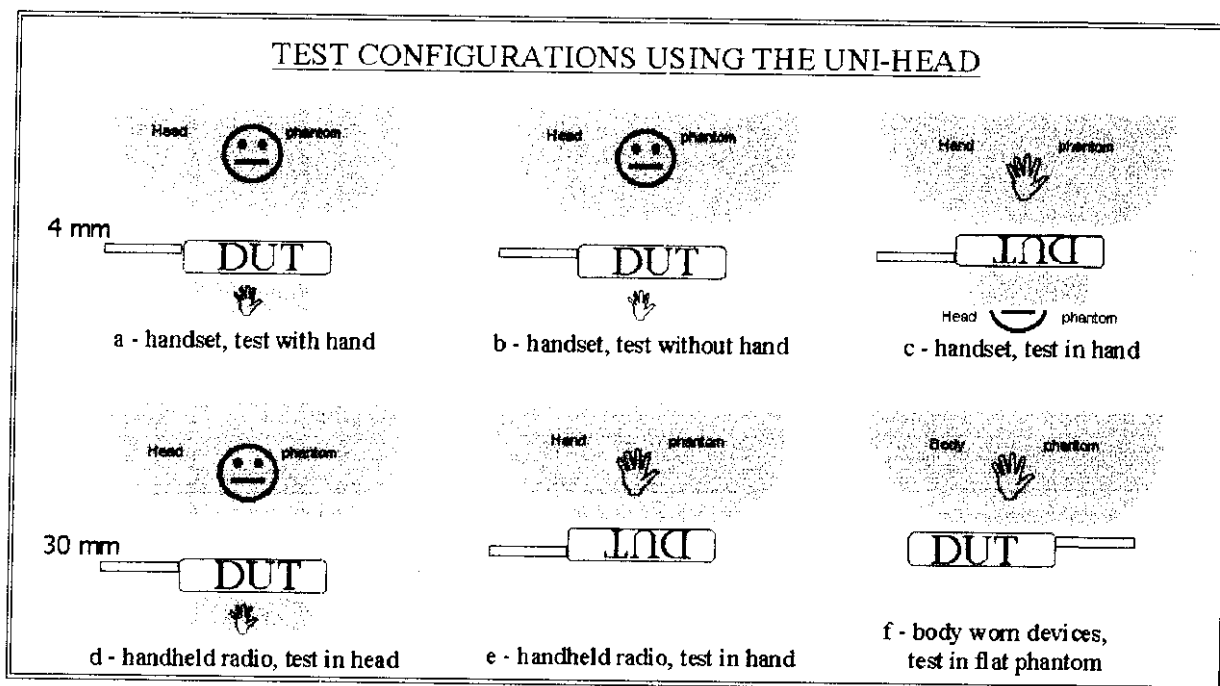 TEST CONFIGURATIONS USING THE UNI-HEAD
Head phantom
4 mm
DUT
a - handset, test with hand
Head phantom
DUT
b - handset, test without hand
Hand phantom
DUT
Head phantom
c - handset, test in hand
Head phantom
30 mm
DUT
d - handheld radio, test in head
Hand phantom
DUT
e - handheld radio, test in hand
Body phantom
DUT
f - body worn devices,
test in flat phantom